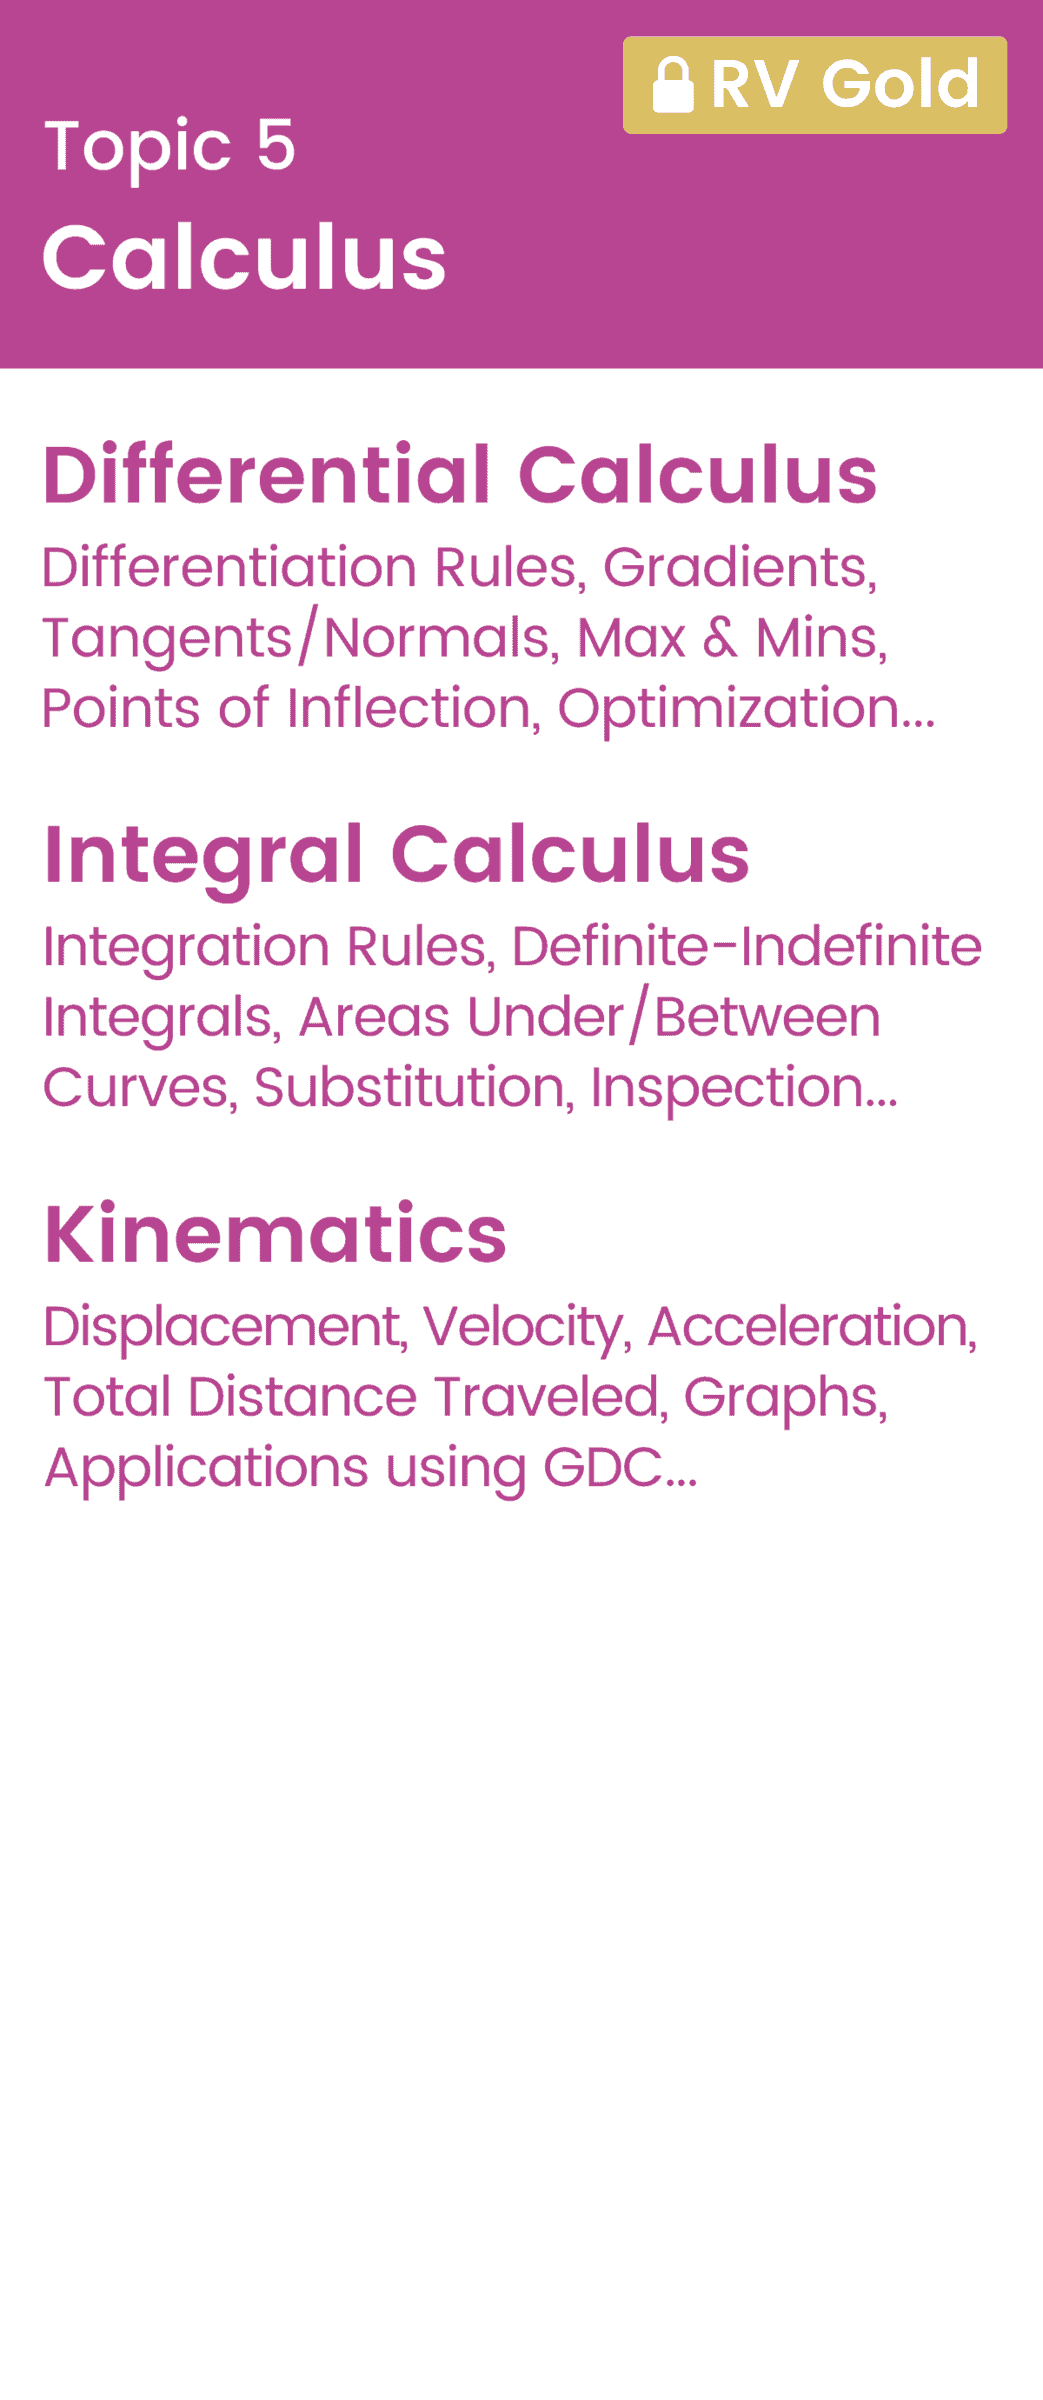 RV Gold
Topic 5
Calculus
Differential Calculus
Differentiation Rules, Gradients,
Tangents/Normals, Max & Mins,
Points of Inflection, Optimization...
Integral Calculus
Integration Rules, Definite-Indefinite
Integrals, Areas Under/Between
Curves, Substitution, Inspection...
Kinematics
Displacement, Velocity, Acceleration,
Total Distance Traveled, Graphs,
Applications using GDC...